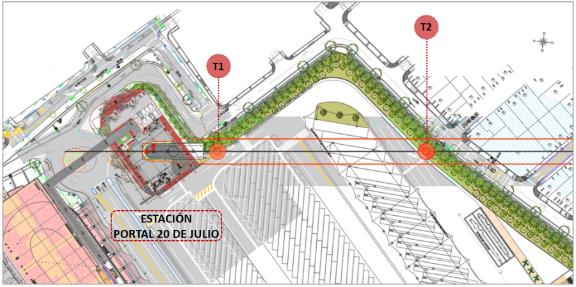 T1
T2
ESTACIÓN
PORTAL 20 DE JULIO